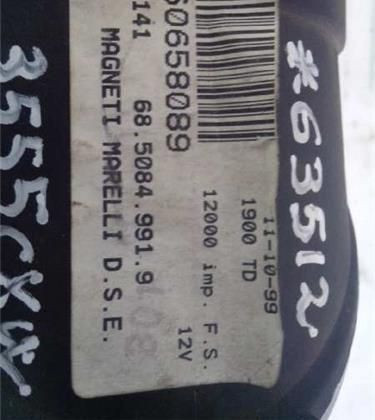 *63512
11-10-99
1900 TD
12000 imp. F.S. 12V
60658089
141 68.5084.991.9
MAGNETI MARELLI D.S.E.
3555CXW